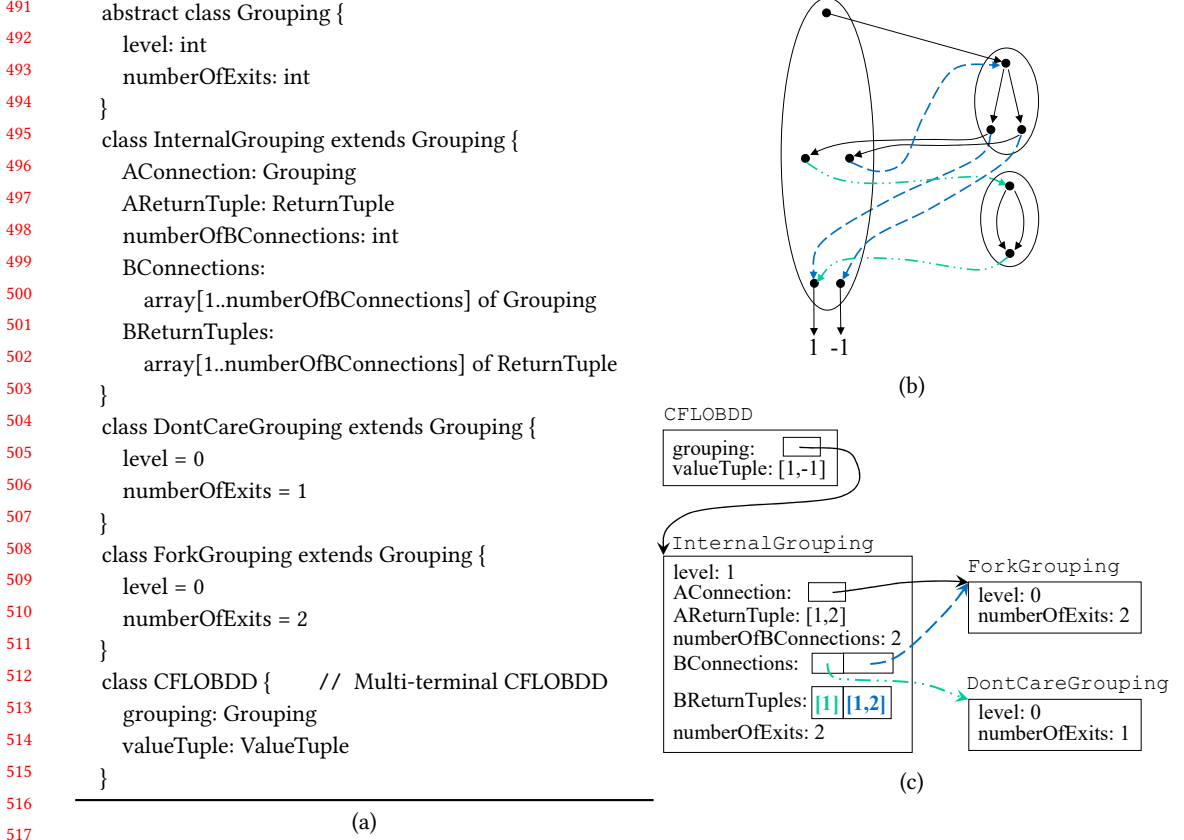 491 abstract class Grouping {
492 level: int
493 numberOfExits: int
494 }
495 class InternalGrouping extends Grouping {
496 AConnection: Grouping
497 AReturnTuple: ReturnTuple
498 numberOfBConnections: int
499 BConnections:
500 array[1..numberOfBConnections] of Grouping
501 BReturnTuples:
502 array[1..numberOfBConnections] of ReturnTuple
503 }
504 class DontCareGrouping extends Grouping {
505 level = 0
506 numberOfExits = 1
507 }
508 class ForkGrouping extends Grouping {
509 level = 0
510 numberOfExits = 2
511 }
512 class CFLOBDD { // Multi-terminal CFLOBDD
513 grouping: Grouping
514 valueTuple: ValueTuple
515 }
516
517
(a)
1 -1
(b)
CFLOBDD
grouping:
valueTuple: [1,-1]
InternalGrouping
level: 1
AConnection:
AReturnTuple: [1,2]
numberOfBConnections: 2
BConnections:
BReturnTuples: [1] [1,2]
numberOfExits: 2
ForkGrouping
level: 0
numberOfExits: 2
DontCareGrouping
level: 0
numberOfExits: 1
(c)